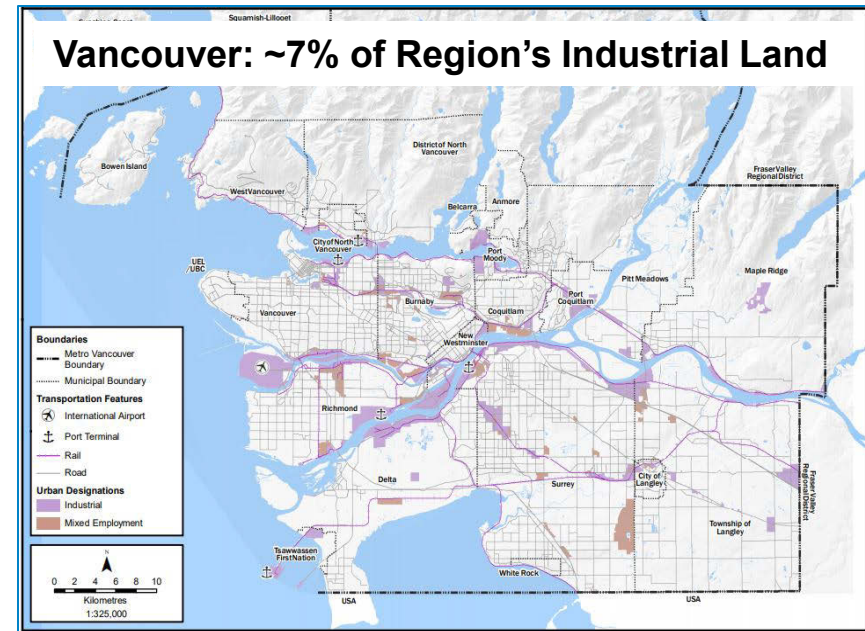 Squamish-Lillooet
Vancouver: ~7% of Region's Industrial Land
Bowen Island
District of North
Vancouver
Fraser Valley
Regional District
West Vancouver
Belcarra
Anmore
City of North
Vancouver
Port
Moody
UEL
UBC
Pitt Meadows
Maple Ridge
Port
Coquitlam
Vancouver
Burnaby
Coquitlam
New
Westminster
Richmond
Delta
Surrey
City of
Langley
Fraser Valley
Regional District
Township of
Langley
Tsawwassen
First Nation
White Rock
USA
USA
Boundaries
Metro Vancouver
Boundary
Municipal Boundary
Transportation Features
International Airport
Port Terminal
Rail
Road
Urban Designations
Industrial
Mixed Employment
N
0 2 4 6 8 10
Kilometres
1:325,000